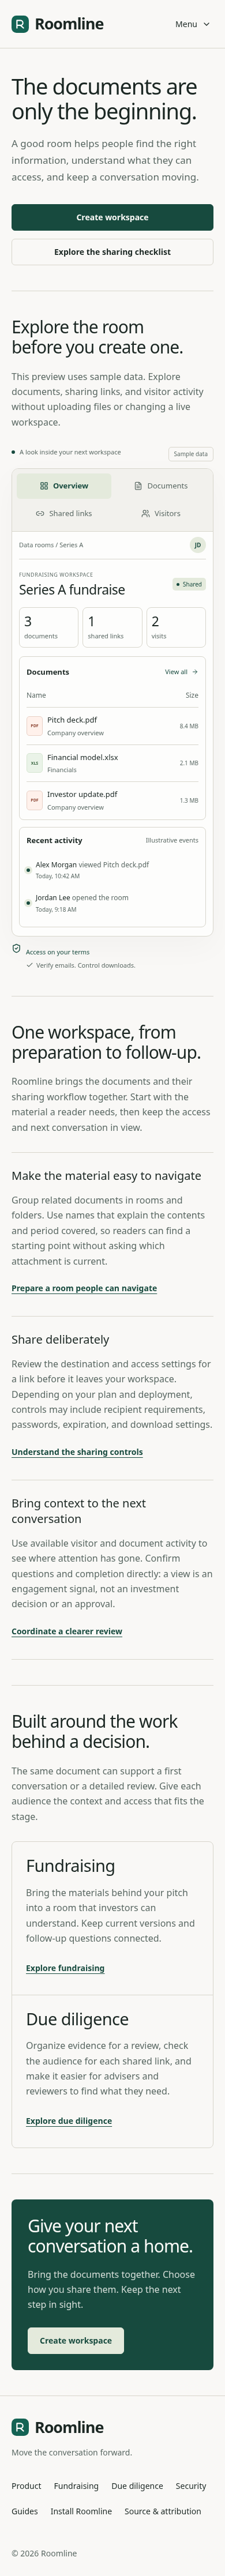 Roomline
Menu
The documents are
only the beginning.
A good room helps people find the right
information, understand what they can
access, and keep a conversation moving.
Create workspace
Explore the sharing checklist
Explore the room
before you create one.
This preview uses sample data. Explore
documents, sharing links, and visitor activity
without uploading files or changing a live
workspace.
A look inside your next workspace
Sample data
Overview
Documents
Shared links
Visitors
Data rooms / Series A
JD
FUNDRAISING WORKSPACE
Series A fundraise
Shared
3
documents
1
shared links
2
visits
Documents
View all
Name
Size
PDF
Pitch deck.pdf
Company overview
8.4 MB
XLS
Financial model.xlsx
Financials
2.1 MB
PDF
Investor update.pdf
Company overview
1.3 MB
Recent activity
Illustrative events
Alex Morgan viewed Pitch deck.pdf
Today, 10:42 AM
Jordan Lee opened the room
Today, 9:18 AM
Access on your terms
Verify emails. Control downloads.
One workspace, from
preparation to follow-up.
Roomline brings the documents and their
sharing workflow together. Start with the
material a reader needs, then keep the access
and next conversation in view.
Make the material easy to navigate
Group related documents in rooms and
folders. Use names that explain the contents
and period covered, so readers can find a
starting point without asking which
attachment is current.
Prepare a room people can navigate
Share deliberately
Review the destination and access settings for
a link before it leaves your workspace.
Depending on your plan and deployment,
controls may include recipient requirements,
passwords, expiration, and download settings.
Understand the sharing controls
Bring context to the next
conversation
Use available visitor and document activity to
see where attention has gone. Confirm
questions and completion directly: a view is an
engagement signal, not an investment
decision or an approval.
Coordinate a clearer review
Built around the work
behind a decision.
The same document can support a first
conversation or a detailed review. Give each
audience the context and access that fits the
stage.
Fundraising
Bring the materials behind your pitch
into a room that investors can
understand. Keep current versions and
follow-up questions connected.
Explore fundraising
Due diligence
Organize evidence for a review, check
the audience for each shared link, and
make it easier for advisers and
reviewers to find what they need.
Explore due diligence
Give your next
conversation a home.
Bring the documents together. Choose
how you share them. Keep the next
step in sight.
Create workspace
Roomline
Move the conversation forward.
Product
Fundraising
Due diligence
Security
Guides
Install Roomline
Source & attribution
© 2026 Roomline